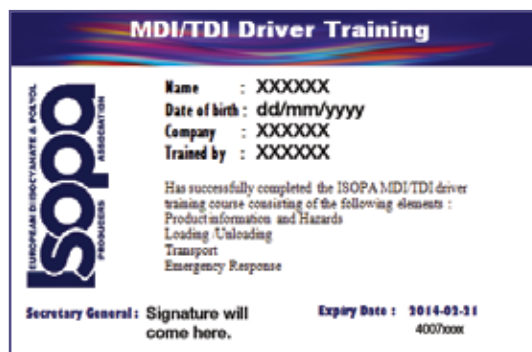 MDI/TDI Driver Training
EUROPEAN DIISOCYANATE & POLYOL
isopa
PRODUCERS ASSOCIATION
Name : XXXXXX
Date of birth : dd/mm/yyyy
Company : XXXXXX
Trained by : XXXXXX
Has successfully completed the ISOPA MDI/TDI driver
training course consisting of the following elements :
Product information and Hazards
Loading /Unloading
Transport
Emergency Response
Secretary General : Signature will
come here.
Expiry Date : 2014-02-21
4007xxxx